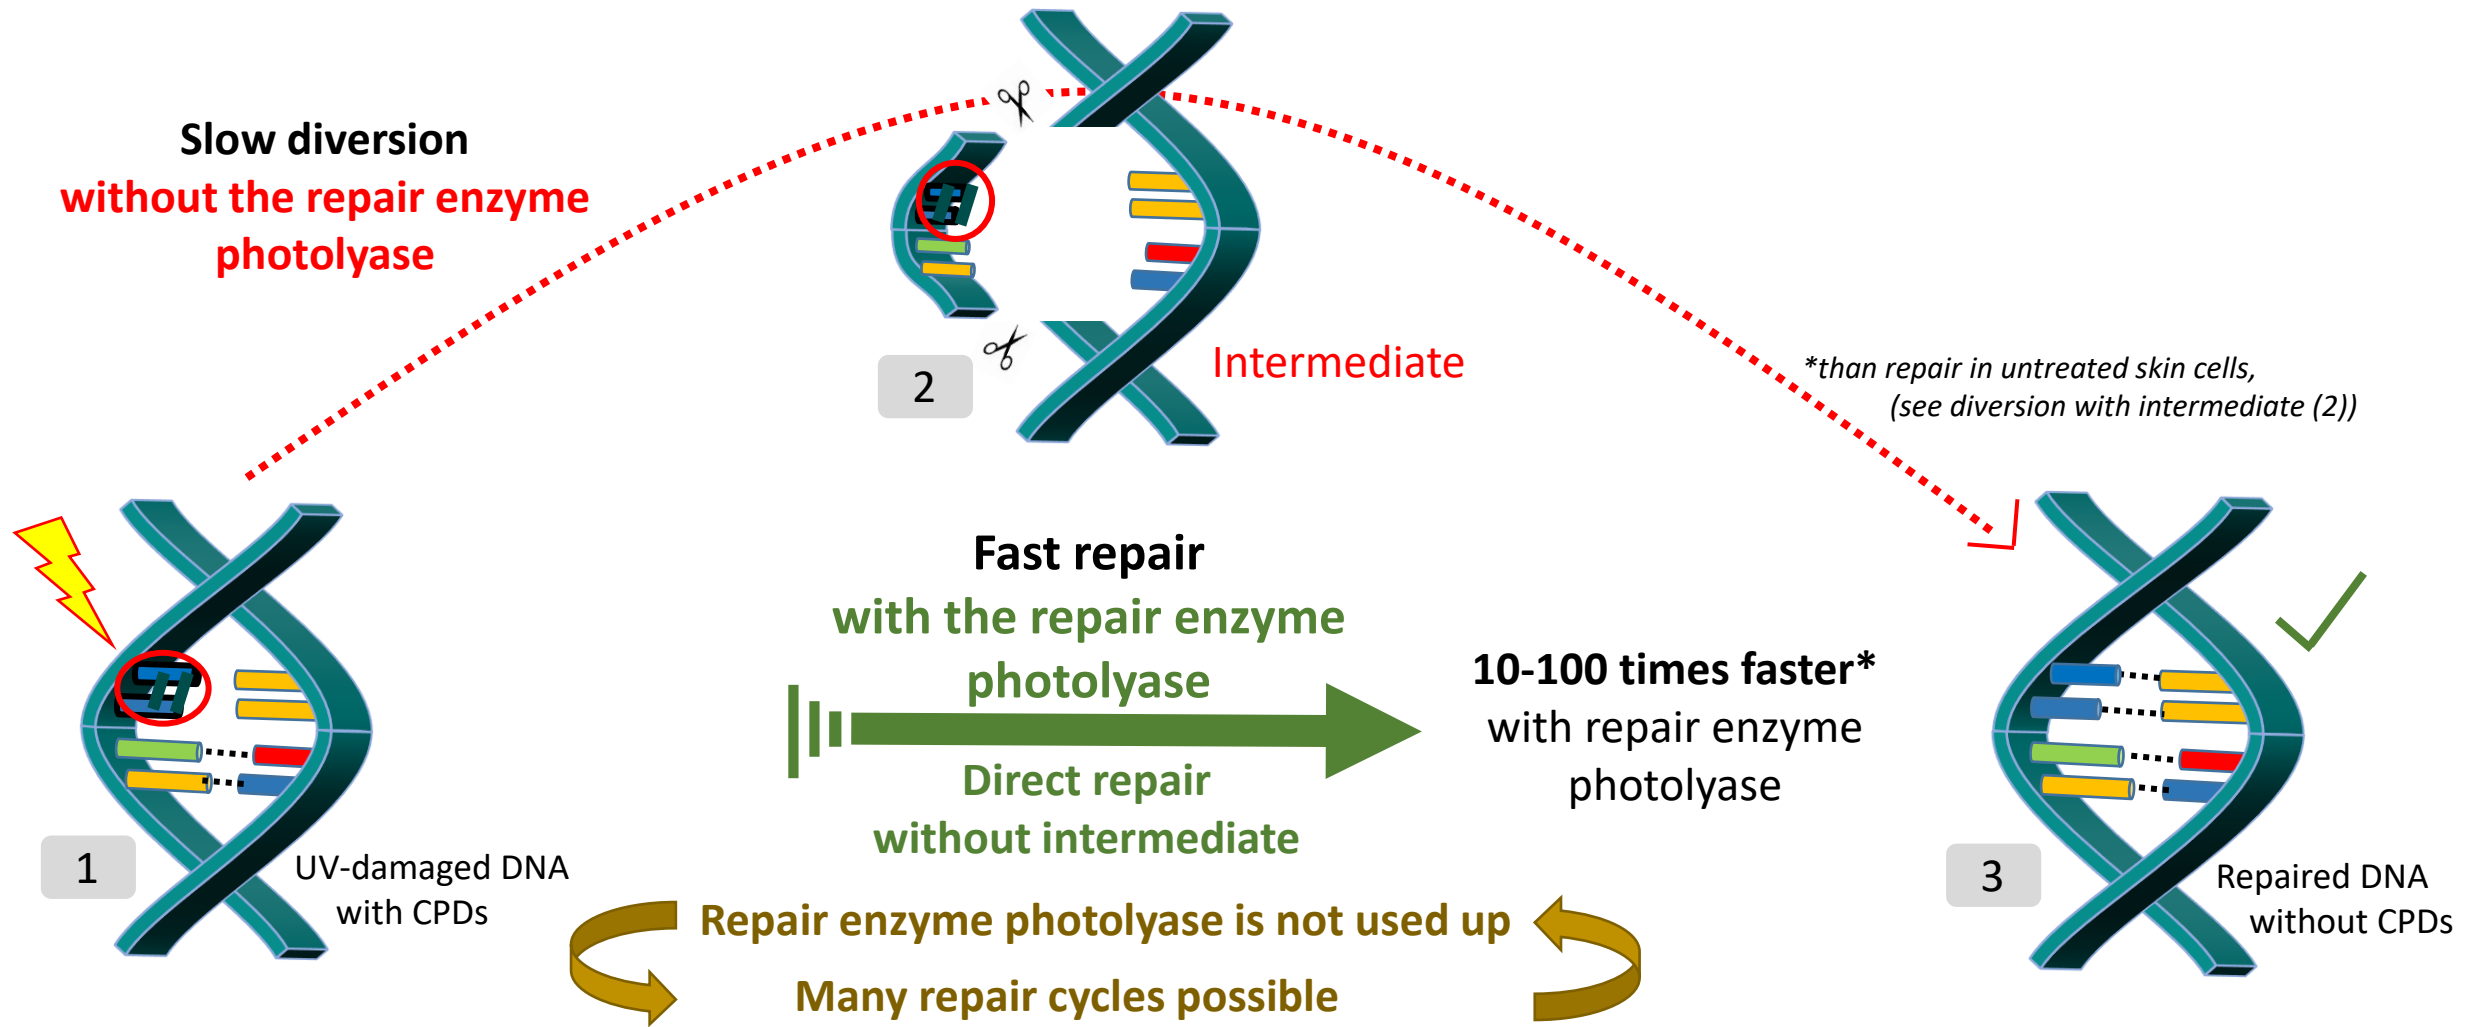 Slow diversion
without the repair enzyme
photolyase
2
Intermediate
*than repair in untreated skin cells,
(see diversion with intermediate (2))
Fast repair
with the repair enzyme
photolyase
10-100 times faster*
with repair enzyme
photolyase
Direct repair
without intermediate
1
UV-damaged DNA
with CPDs
3
Repaired DNA
without CPDs
Repair enzyme photolyase is not used up
Many repair cycles possible